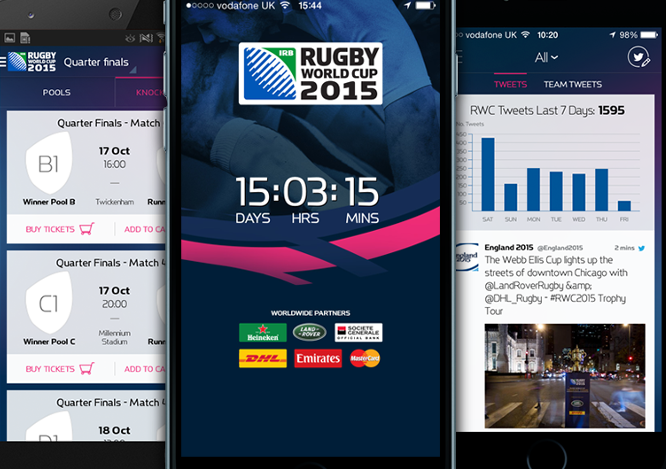 RUGBY
WORLD CUP
2015
Quarter finals
POOLS
KNOC
Quarter Finals - Match
B1
17 Oct
16:00
Winner Pool B
Twickenham
Runn
BUY TICKETS
ADD TO CA
Quarter Finals - Match 4
C1
17 Oct
20.00
Winner Pool C
Millennium
Stadium
Runn
BUY TICKETS
ADD TO CA
Quarter Finals - Match 4
D1
18 Oct
vodafone UK
15:44
IRB
RUGBY
WORLD CUP
2015
15:03:15
DAYS HRS MINS
WORLDWIDE PARTNERS
Heineken
LAND ROVER
SOCIETE GENERALE
OFFICIAL BANK
DHL
Emirates
MasterCard
vodafone UK
10:20
98%
All
TWEETS
TEAM TWEETS
RWC Tweets Last 7 Days: 1595
No. Tweets
450
400
350
300
250
200
150
100
50
SAT SUN MON TUE WED THU FRI
England 2015 @England2015
2 mins
The Webb Ellis Cup lights up the
streets of downtown Chicago with
@LandRoverRugby &amp;
@DHL_Rugby - #RWC2015 Trophy
Tour